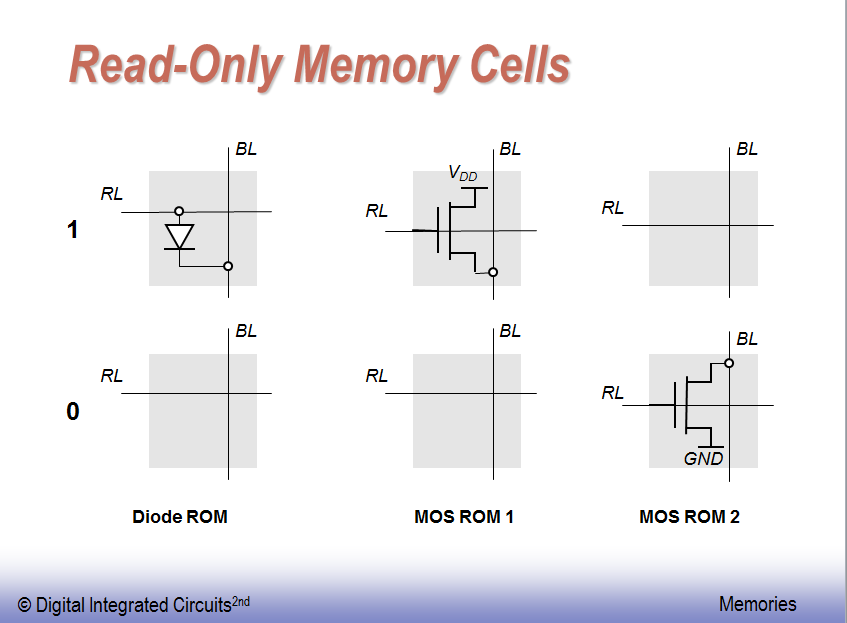 Read-Only Memory Cells
BL
BL
BL
VDD
RL
RL
RL
1
BL
BL
BL
RL
RL
RL
0
GND
Diode ROM
MOS ROM 1
MOS ROM 2
© Digital Integrated Circuits2nd
Memories